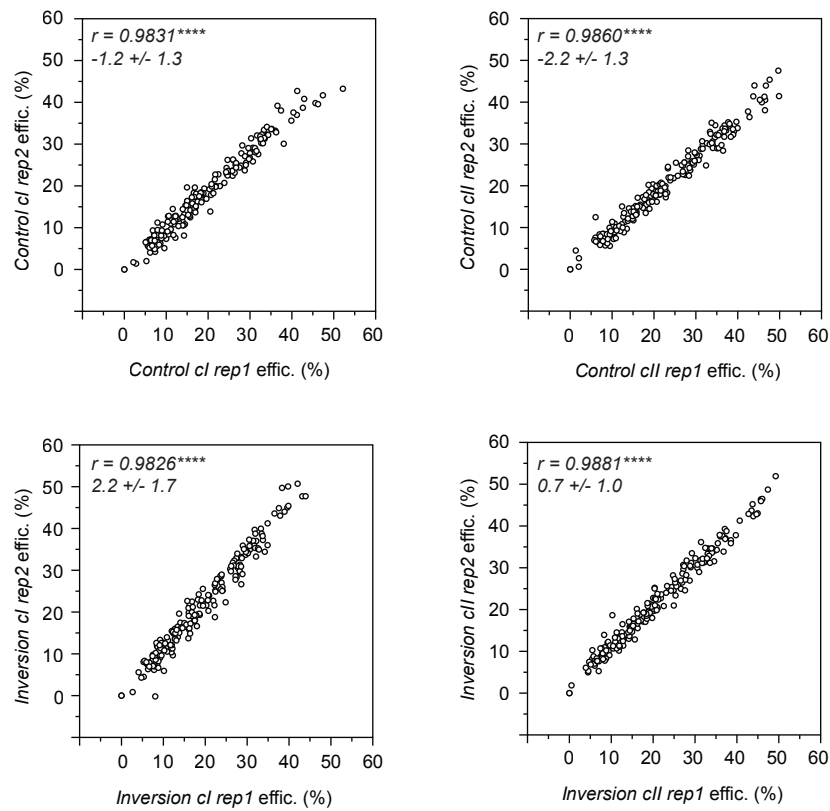 r = 0.9831****
-1.2 +/- 1.3
Control cI rep2 effic. (%)
60
50
40
30
20
10
0
0 10 20 30 40 50 60
Control cI rep1 effic. (%)
r = 0.9860****
-2.2 +/- 1.3
Control cII rep2 effic. (%)
60
50
40
30
20
10
0
0 10 20 30 40 50 60
Control cII rep1 effic. (%)
r = 0.9826****
2.2 +/- 1.7
Inversion cI rep2 effic. (%)
60
50
40
30
20
10
0
0 10 20 30 40 50 60
Inversion cI rep1 effic. (%)
r = 0.9881****
0.7 +/- 1.0
Inversion cII rep2 effic. (%)
60
50
40
30
20
10
0
0 10 20 30 40 50 60
Inversion cII rep1 effic. (%)